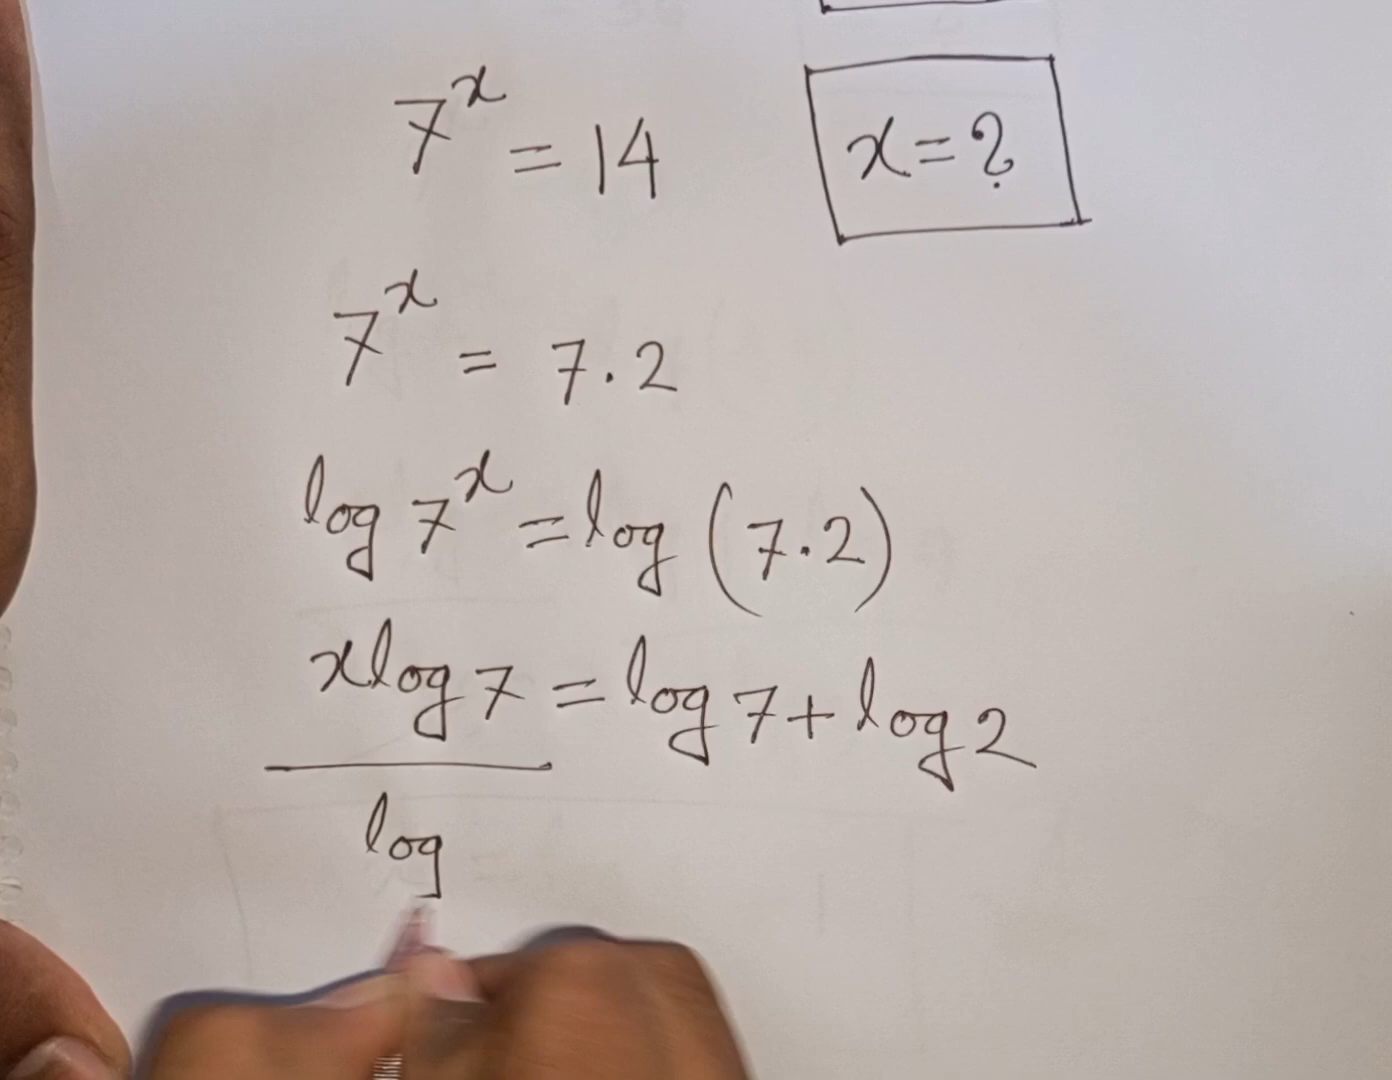 7^x = 14
x = ?
7^x = 7.2
log 7^x = log (7.2)
x log 7 = log 7 + log 2
log